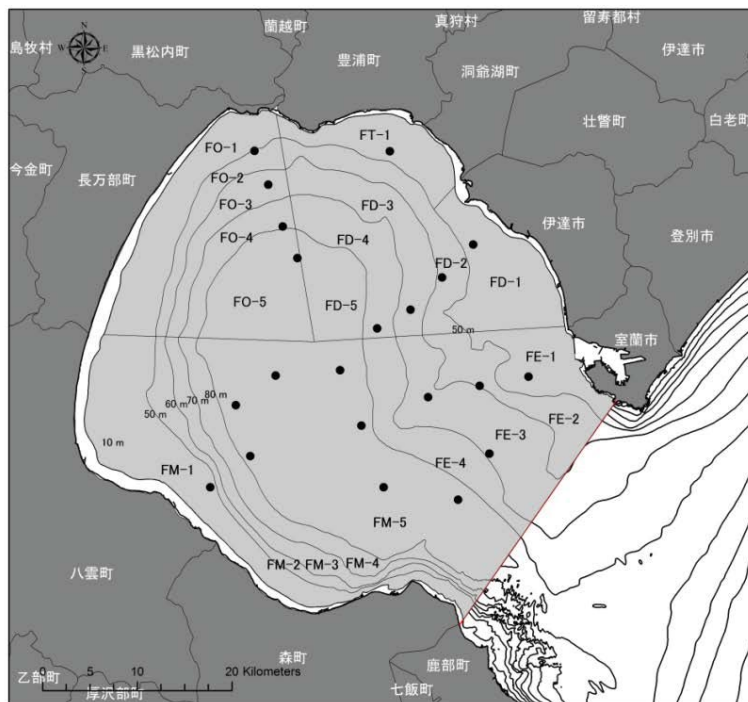 蘭越町
真狩村
留寿都村
島牧村
N
W
E
S
黒松内町
豊浦町
洞爺湖町
伊達市
壮瞥町
白老町
今金町
長万部町
FO-1
FT-1
FO-2
FO-3
FD-3
FO-4
FD-4
FD-2
FD-1
伊達市
登別市
FO-5
FD-5
50 m
室蘭市
FE-1
80 m
70 m
60 m
50 m
FE-2
10 m
FE-3
FM-1
FE-4
FM-5
FM-2
FM-3
FM-4
八雲町
森町
鹿部町
七飯町
乙部町
厚沢部町
0 5 10 20 Kilometers